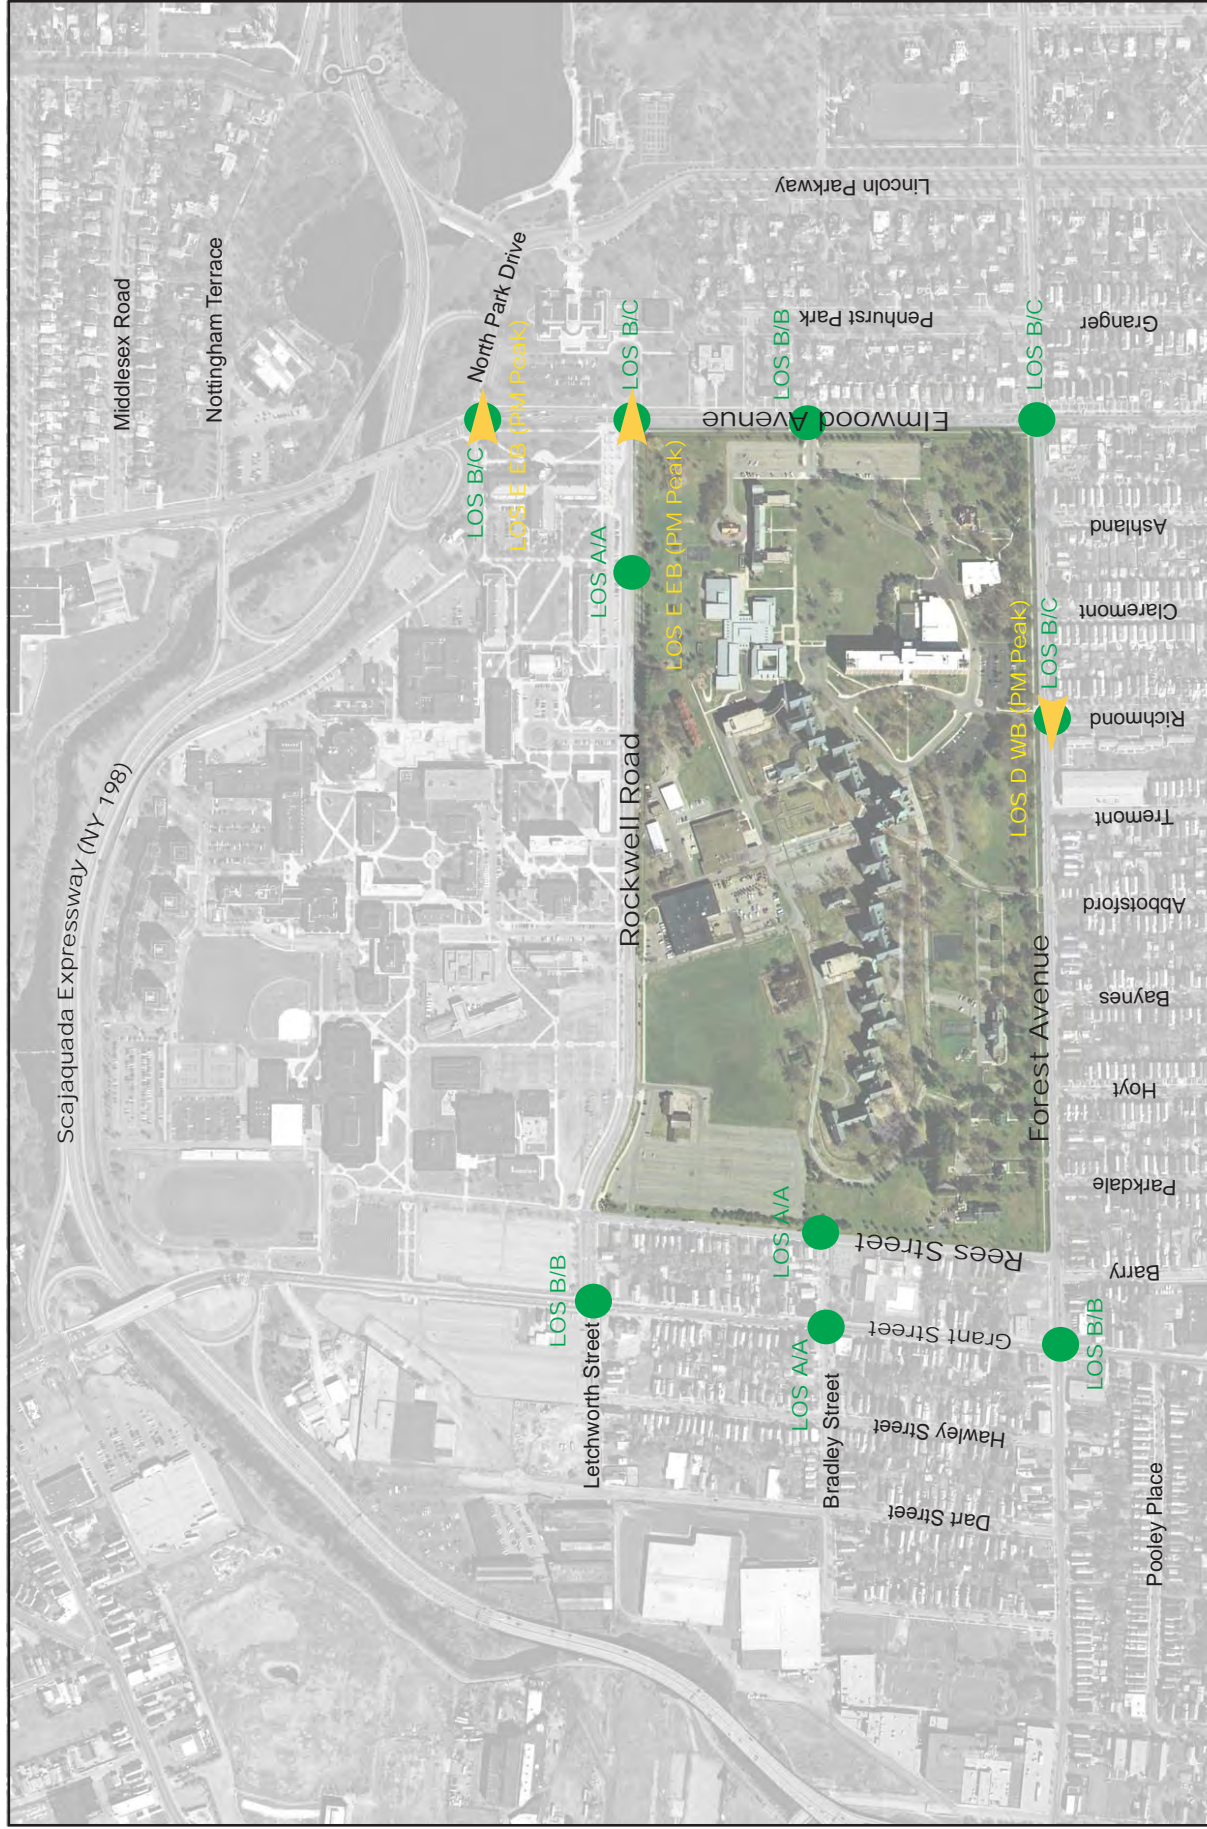 Scajaquada Expressway (NY 198)
Middlesex Road
Nottingham Terrace
North Park Drive
LOS B/C
LOS E EB (PM Peak)
LOS B/C
LOS E EB (PM Peak)
LOS A/A
LOS B/B
Lincoln Parkway
Penhurst Park
Elmwood Avenue
LOS B/C
Granger
Rockwell Road
Ashland
Claremont
LOS B/C
LOS D WB (PM Peak)
Richmond
Tremont
Abbotsford
Baynes
Forest Avenue
Hoyt
Parkdale
Barry
LOS A/A
Rees Street
LOS B/B
Letchworth Street
Grant Street
LOS A/A
Bradley Street
LOS B/B
Hawley Street
Dart Street
Pooley Place